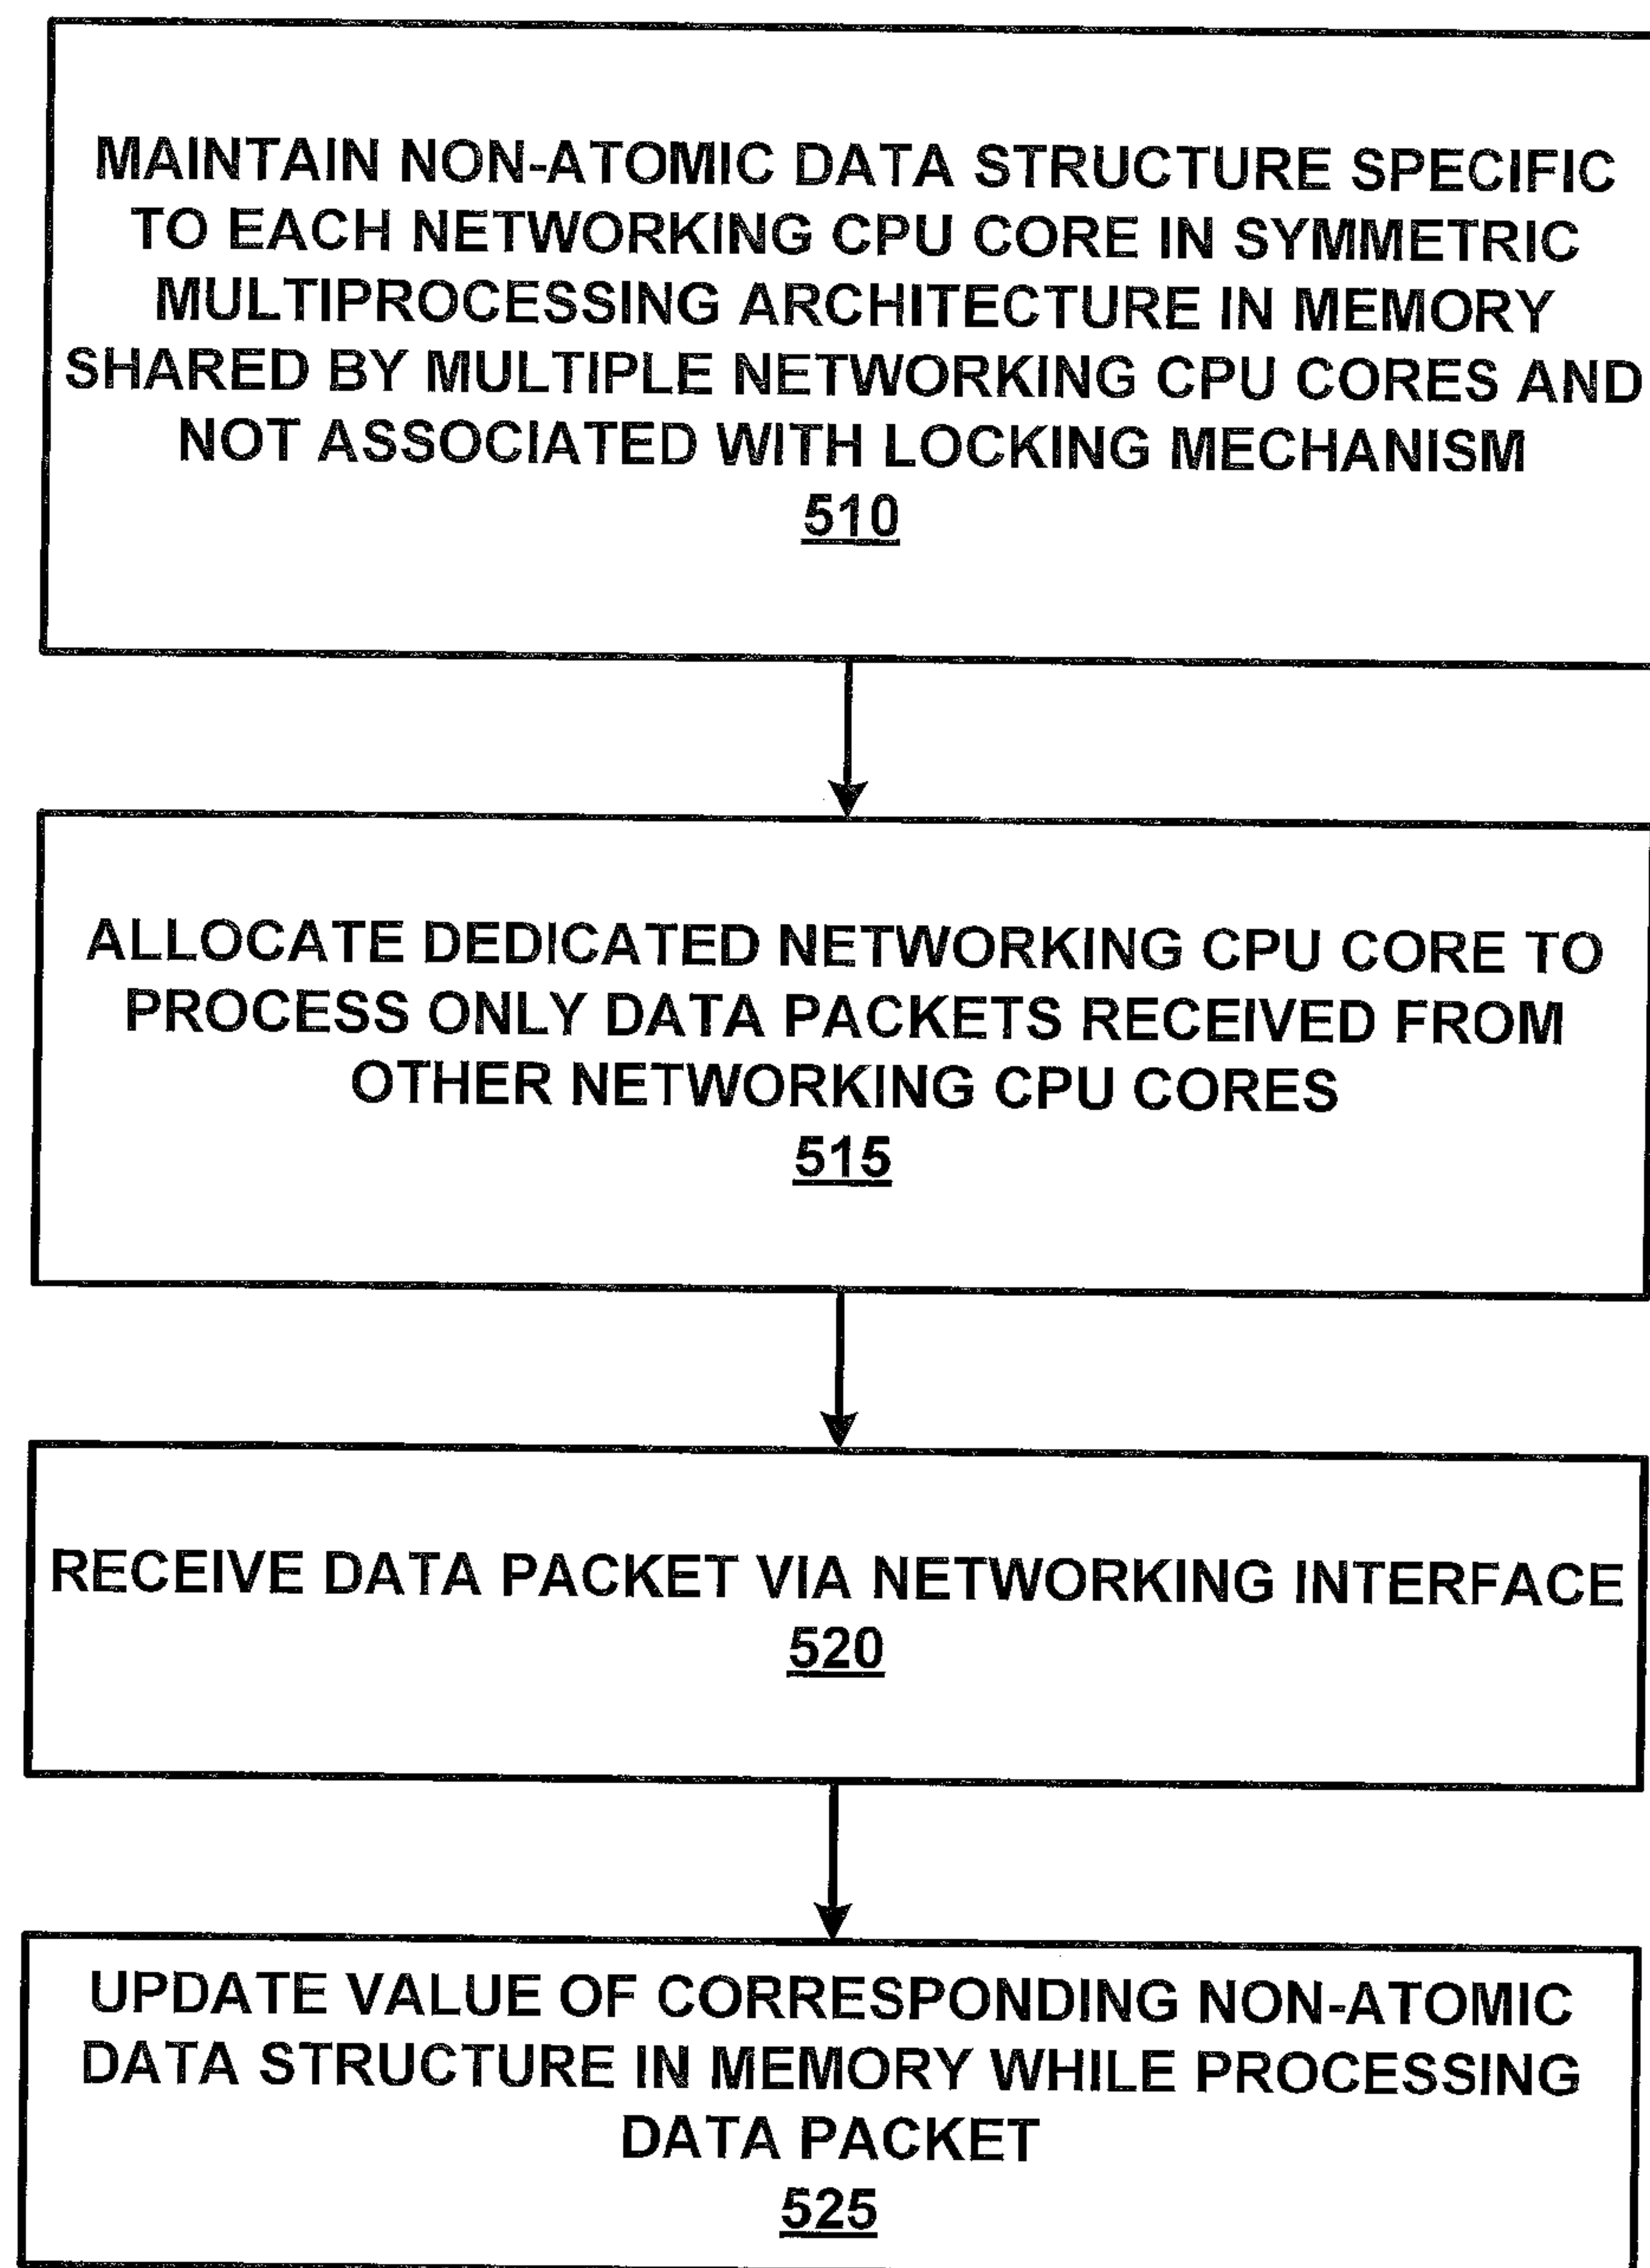 MAINTAIN NON-ATOMIC DATA STRUCTURE SPECIFIC
TO EACH NETWORKING CPU CORE IN SYMMETRIC
MULTIPROCESSING ARCHITECTURE IN MEMORY
SHARED BY MULTIPLE NETWORKING CPU CORES AND
NOT ASSOCIATED WITH LOCKING MECHANISM
510
ALLOCATE DEDICATED NETWORKING CPU CORE TO
PROCESS ONLY DATA PACKETS RECEIVED FROM
OTHER NETWORKING CPU CORES
515
RECEIVE DATA PACKET VIA NETWORKING INTERFACE
520
UPDATE VALUE OF CORRESPONDING NON-ATOMIC
DATA STRUCTURE IN MEMORY WHILE PROCESSING
DATA PACKET
525